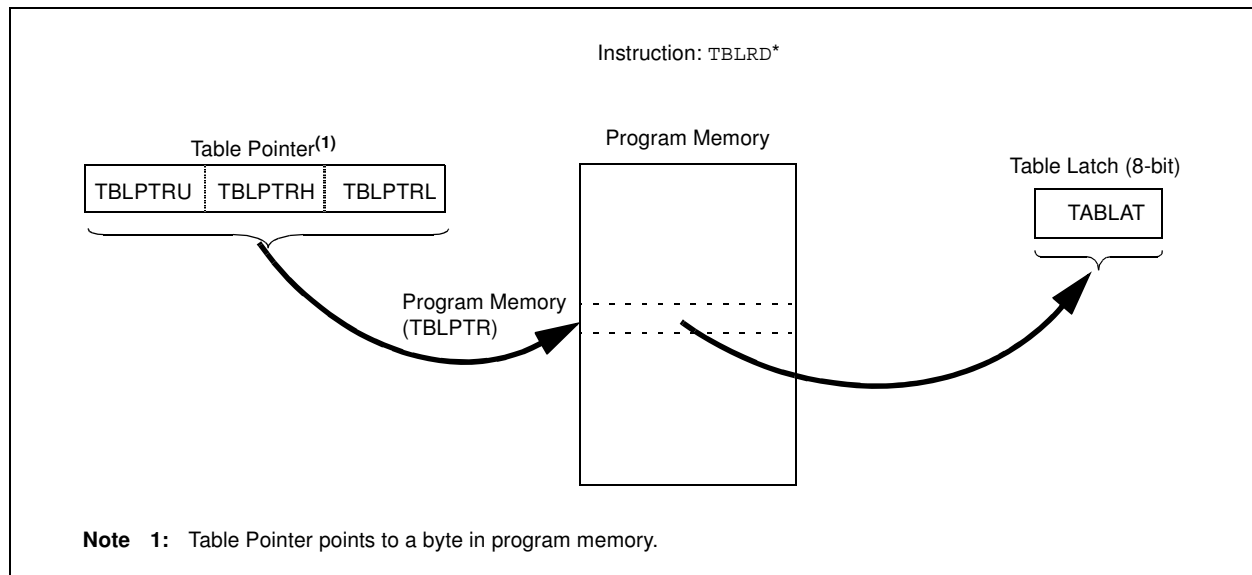 Instruction: TBLRD*
Table Pointer(1)
TBLPTRU TBLPTRH TBLPTRL
Program Memory
Table Latch (8-bit)
TABLAT
Program Memory
(TBLPTR)
Note 1: Table Pointer points to a byte in program memory.